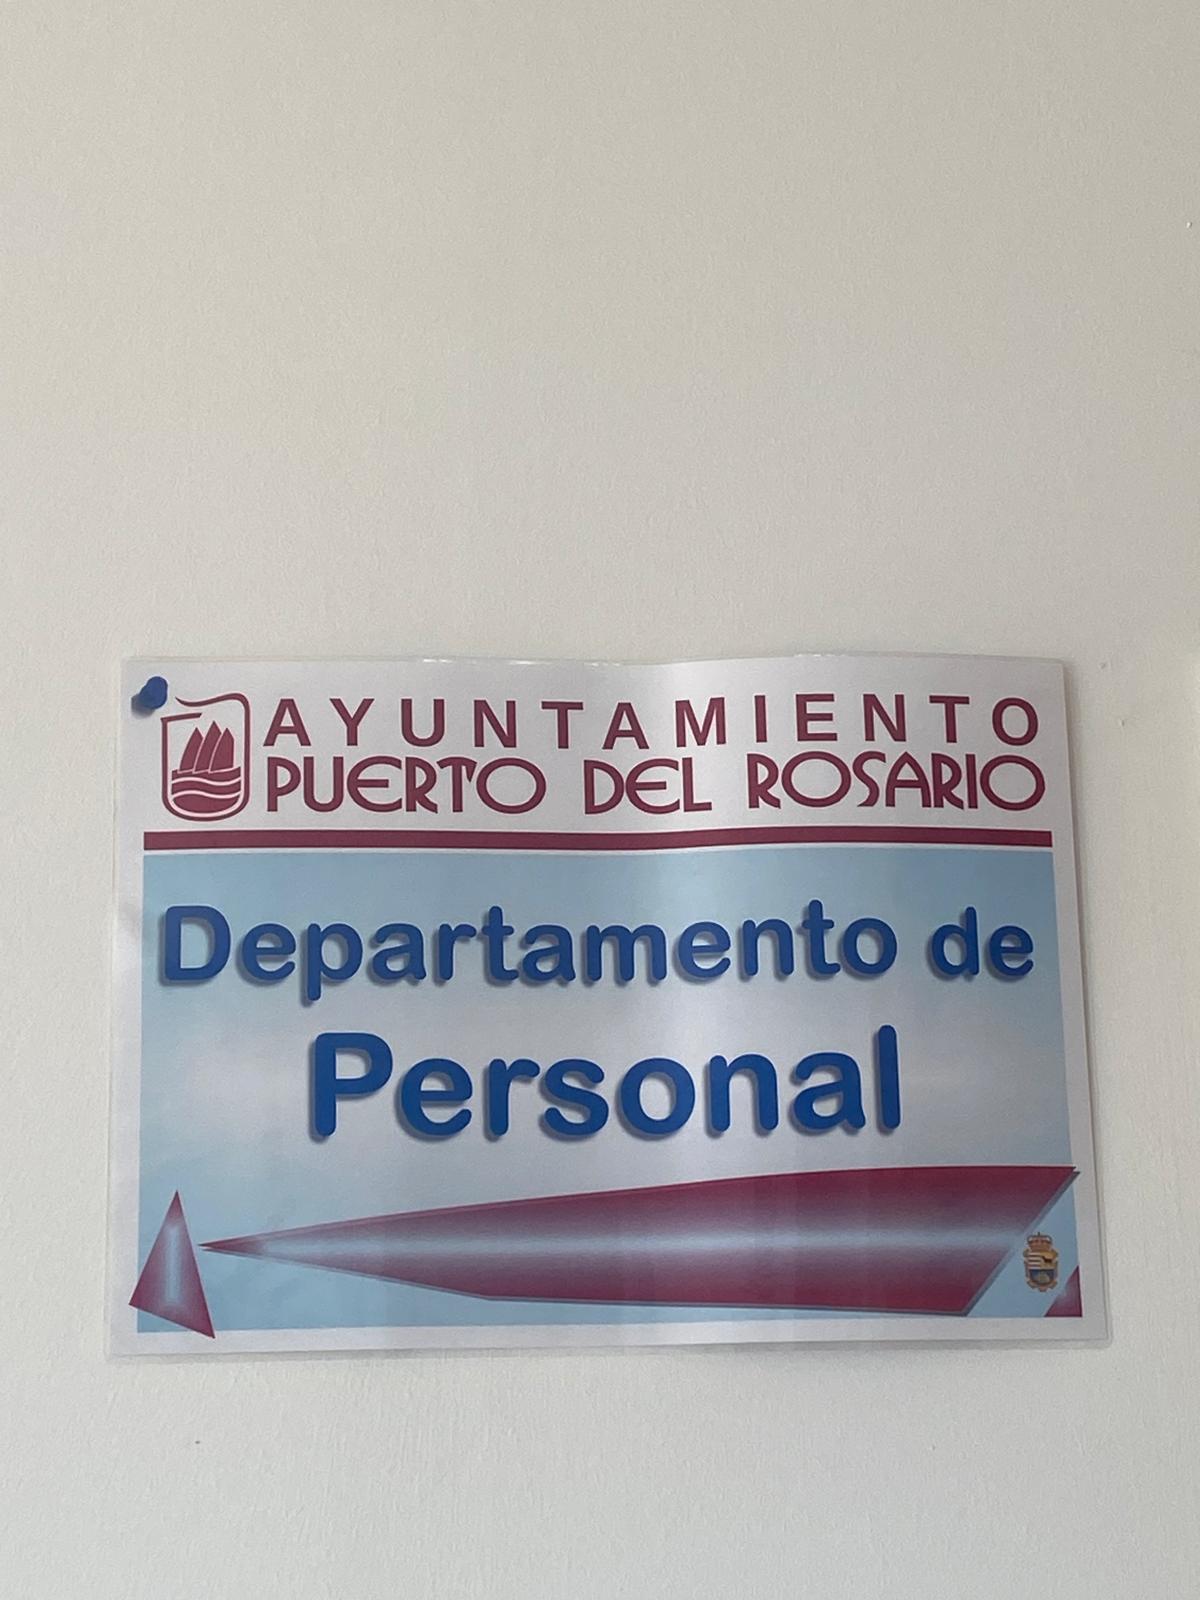 AYUNTAMIENTO
PUERTO DEL ROSARIO
Departamento de
Personal